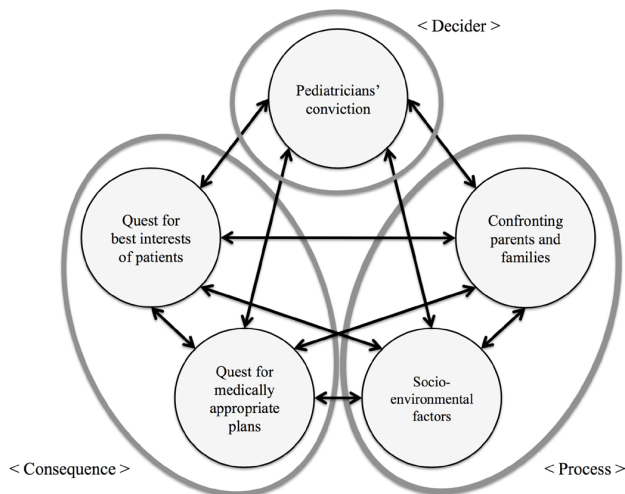 < Decider >
Pediatricians’
conviction
Quest for
best interests
of patients
Confronting
parents and
families
Quest for
medically
appropriate
plans
Socio-
environmental
factors
< Consequence >
< Process >